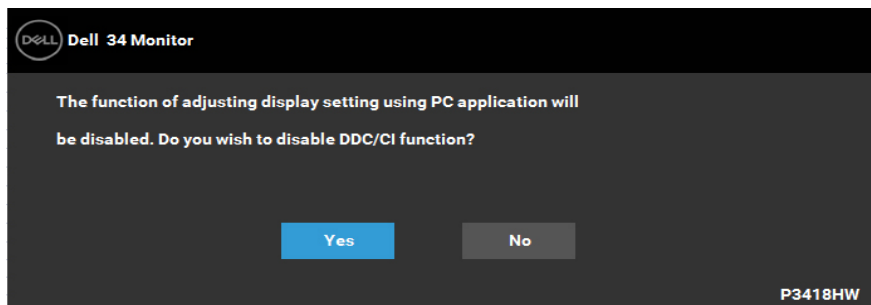 DELL Dell 34 Monitor
The function of adjusting display setting using PC application will
be disabled. Do you wish to disable DDC/CI function?
Yes No
P3418HW